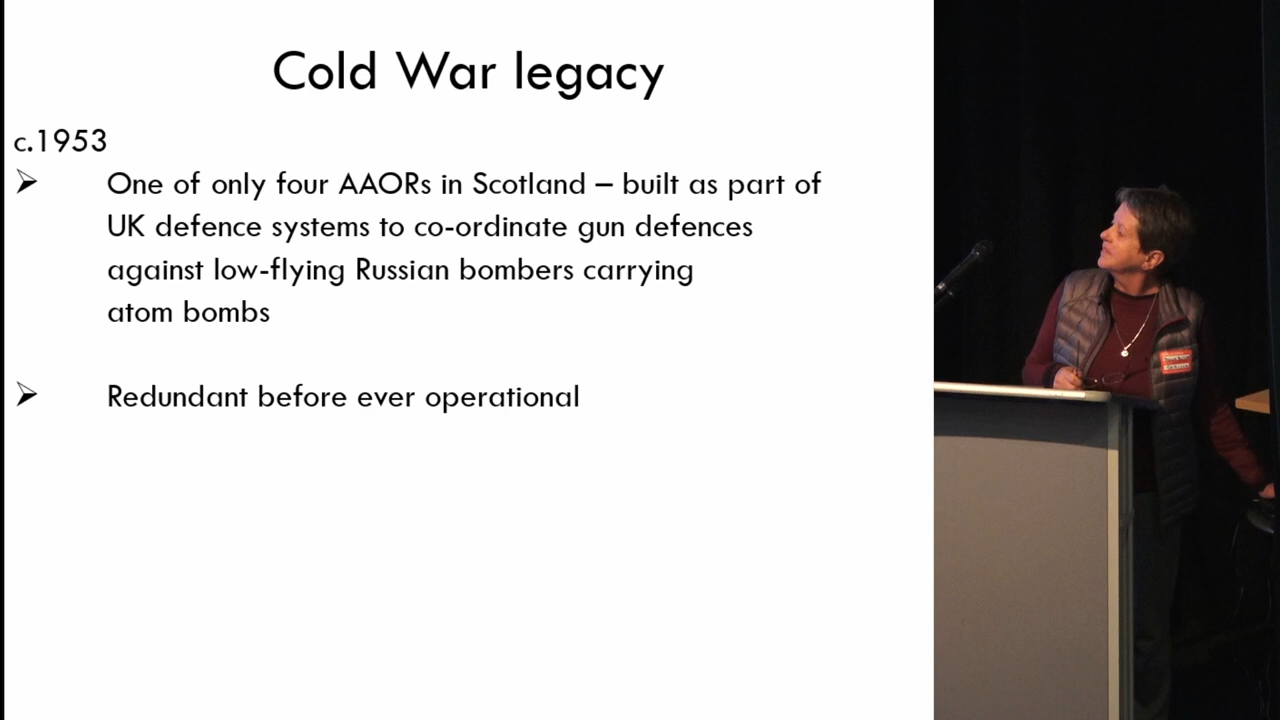 Cold War legacy
c.1953
➢ One of only four AAORs in Scotland – built as part of
UK defence systems to co-ordinate gun defences
against low-flying Russian bombers carrying
atom bombs
➢ Redundant before ever operational